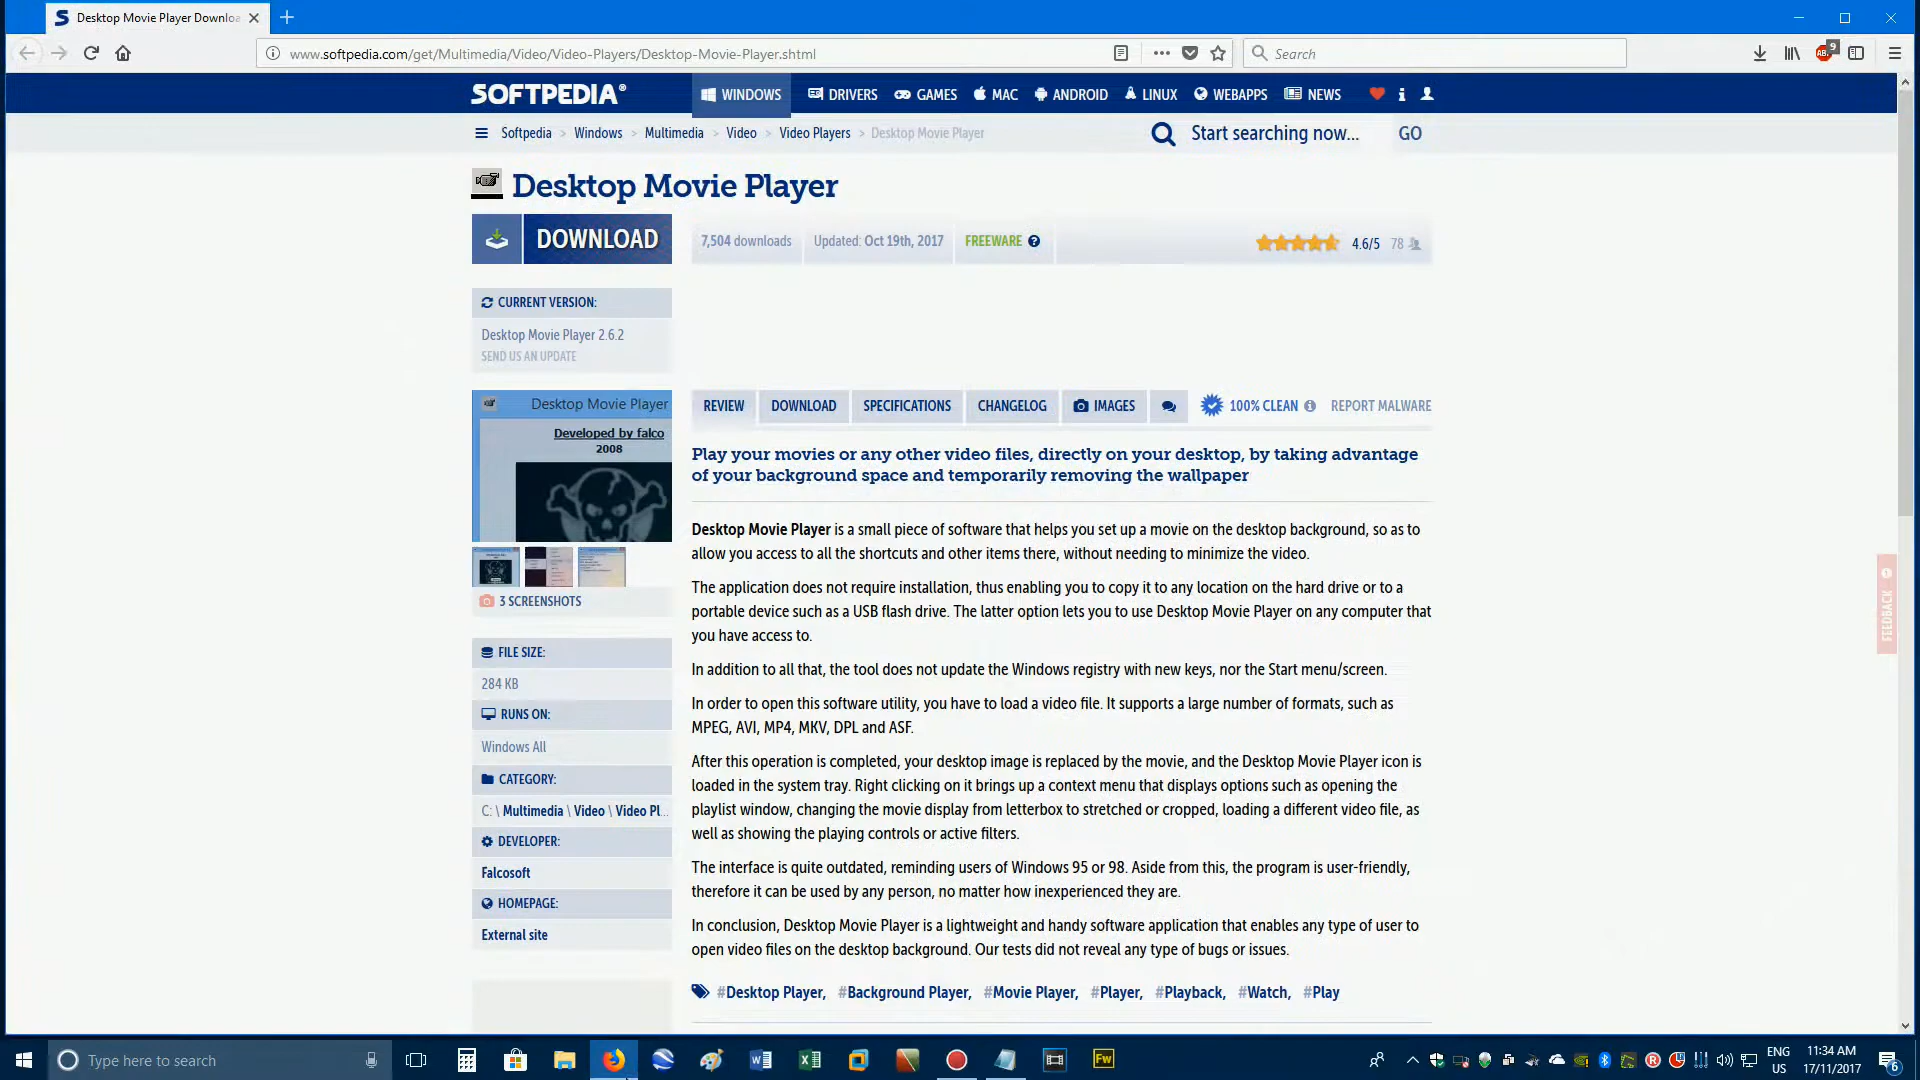 Desktop Movie Player Downlo
www.softpedia.com/get/Multimedia/Video/Video-Players/Desktop-Movie-Player.shtml
Search
9
SOFTPEDIA®
WINDOWS
DRIVERS
GAMES
MAC
ANDROID
LINUX
WEBAPPS
NEWS
Softpedia > Windows > Multimedia > Video > Video Players > Desktop Movie Player
Start searching now...
GO
Desktop Movie Player
DOWNLOAD
7,504 downloads
Updated: Oct 19th, 2017
FREEWARE
4.6/5
78
CURRENT VERSION:
Desktop Movie Player 2.6.2
SEND US AN UPDATE
Desktop Movie Player
Developed by falco
2008
3 SCREENSHOTS
FILE SIZE:
284 KB
RUNS ON:
Windows All
CATEGORY:
C: \ Multimedia \ Video \ Video Pl...
DEVELOPER:
Falcosoft
HOMEPAGE:
External site
REVIEW
DOWNLOAD
SPECIFICATIONS
CHANGELOG
IMAGES
100% CLEAN
REPORT MALWARE
Play your movies or any other video files, directly on your desktop, by taking advantage
of your background space and temporarily removing the wallpaper
Desktop Movie Player is a small piece of software that helps you set up a movie on the desktop background, so as to
allow you access to all the shortcuts and other items there, without needing to minimize the video.
The application does not require installation, thus enabling you to copy it to any location on the hard drive or to a
portable device such as a USB flash drive. The latter option lets you to use Desktop Movie Player on any computer that
you have access to.
In addition to all that, the tool does not update the Windows registry with new keys, nor the Start menu/screen.
In order to open this software utility, you have to load a video file. It supports a large number of formats, such as
MPEG, AVI, MP4, MKV, DPL and ASF.
After this operation is completed, your desktop image is replaced by the movie, and the Desktop Movie Player icon is
loaded in the system tray. Right clicking on it brings up a context menu that displays options such as opening the
playlist window, changing the movie display from letterbox to stretched or cropped, loading a different video file, as
well as showing the playing controls or active filters.
The interface is quite outdated, reminding users of Windows 95 or 98. Aside from this, the program is user-friendly,
therefore it can be used by any person, no matter how inexperienced they are.
In conclusion, Desktop Movie Player is a lightweight and handy software application that enables any type of user to
open video files on the desktop background. Our tests did not reveal any type of bugs or issues.
#Desktop Player, #Background Player, #Movie Player, #Player, #Playback, #Watch, #Play
FEEDBACK
Type here to search
Fw
ENG
US
11:34 AM
17/11/2017
6